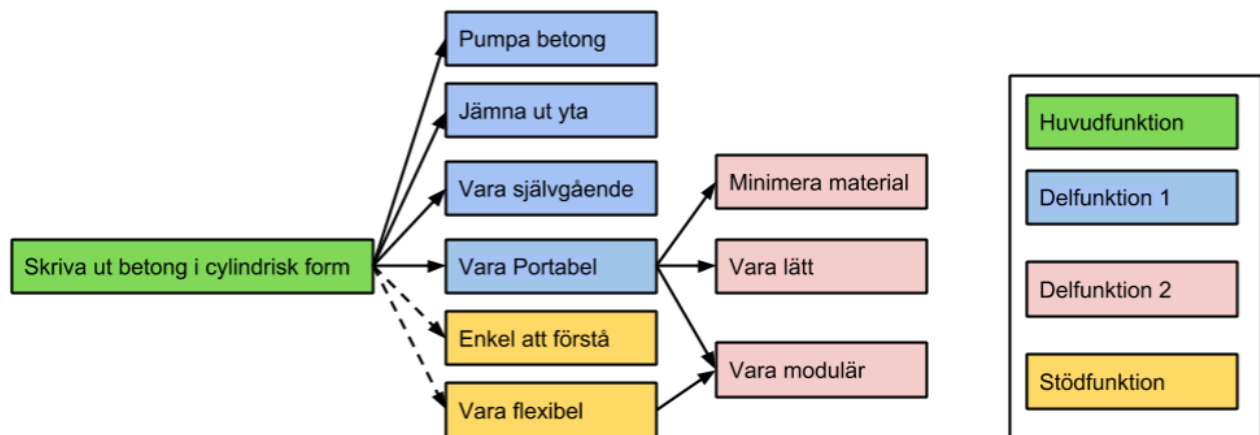 Pumpa betong
Jämna ut yta
Vara självgående
Skriva ut betong i cylindrisk form
Vara Portabel
Enkel att förstå
Vara flexibel
Minimera material
Vara lätt
Vara modulär
Huvudfunktion
Delfunktion 1
Delfunktion 2
Stödfunktion